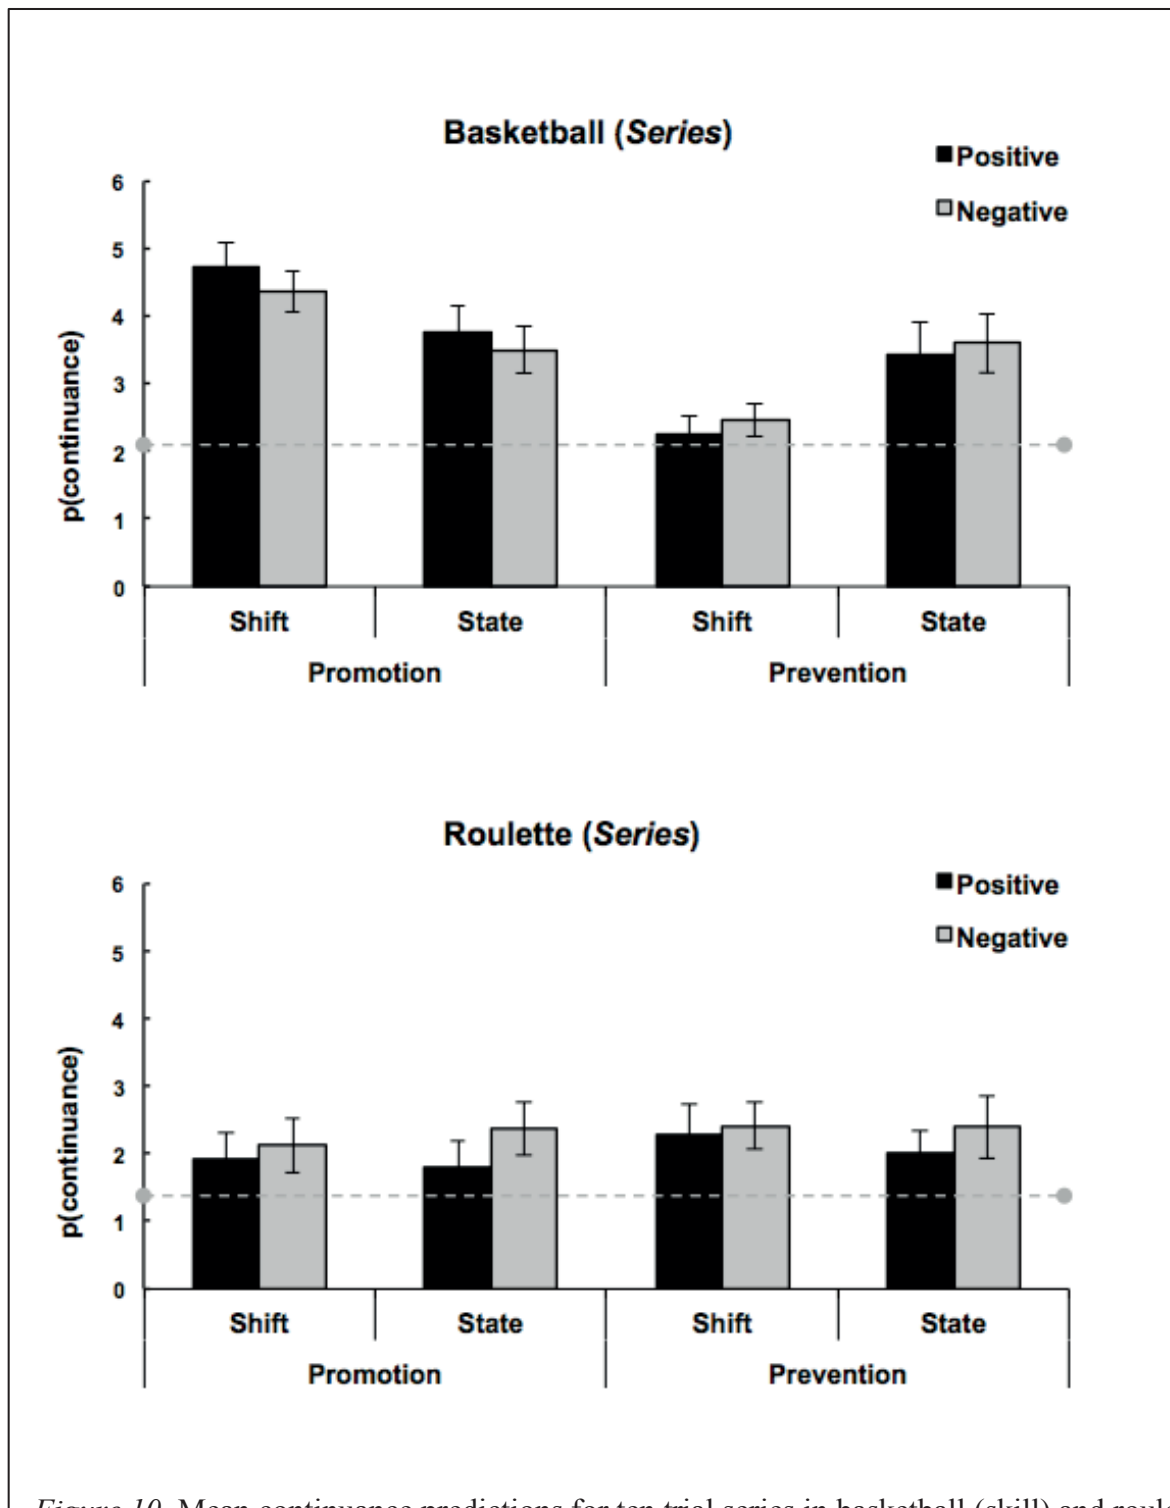 Basketball (Series)
Positive
Negative
6
5
4
3
2
1
0
p(continuance)
Shift
State
Shift
State
Promotion
Prevention
Roulette (Series)
Positive
Negative
6
5
4
3
2
1
0
p(continuance)
Shift
State
Shift
State
Promotion
Prevention
Figure 10. Mean continuance predictions for ten trial series in basketball (skill) and